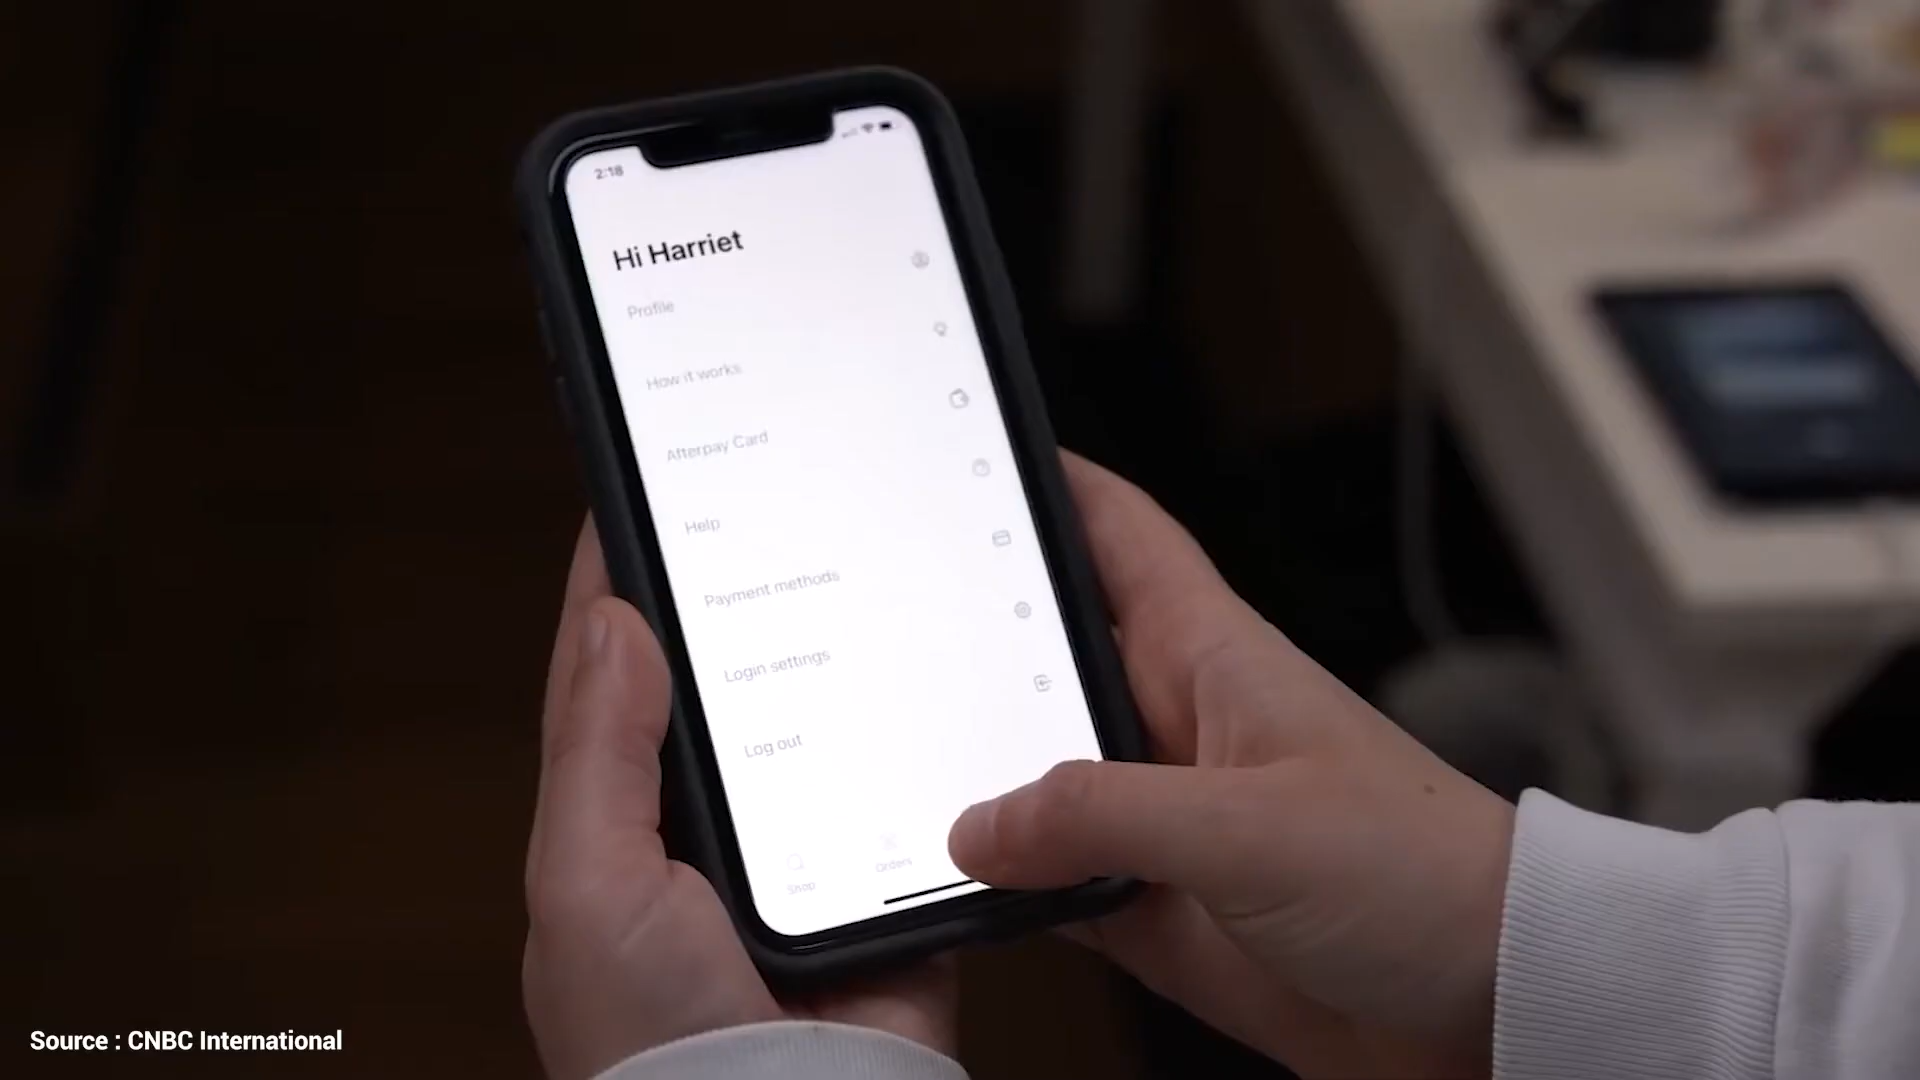 2:18
Hi Harriet
Profile
How it works
Afterpay Card
Help
Payment methods
Login settings
Log out
Shop
Orders
Source : CNBC International